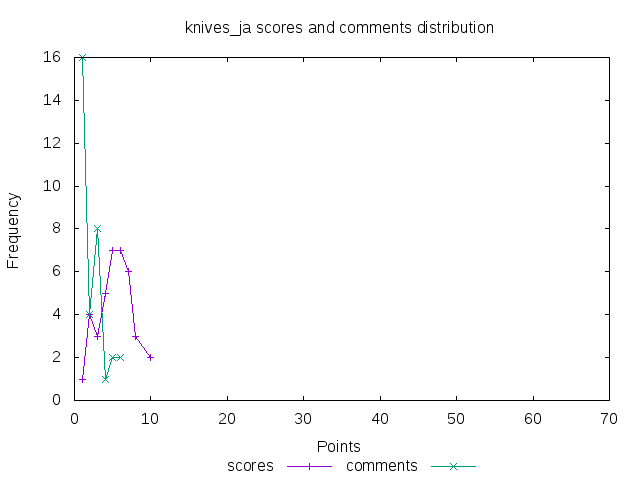 knives_ja scores and comments distribution
16
14
12
10
8
6
4
2
0
Frequency
0 10 20 30 40 50 60 70
Points
scores
comments